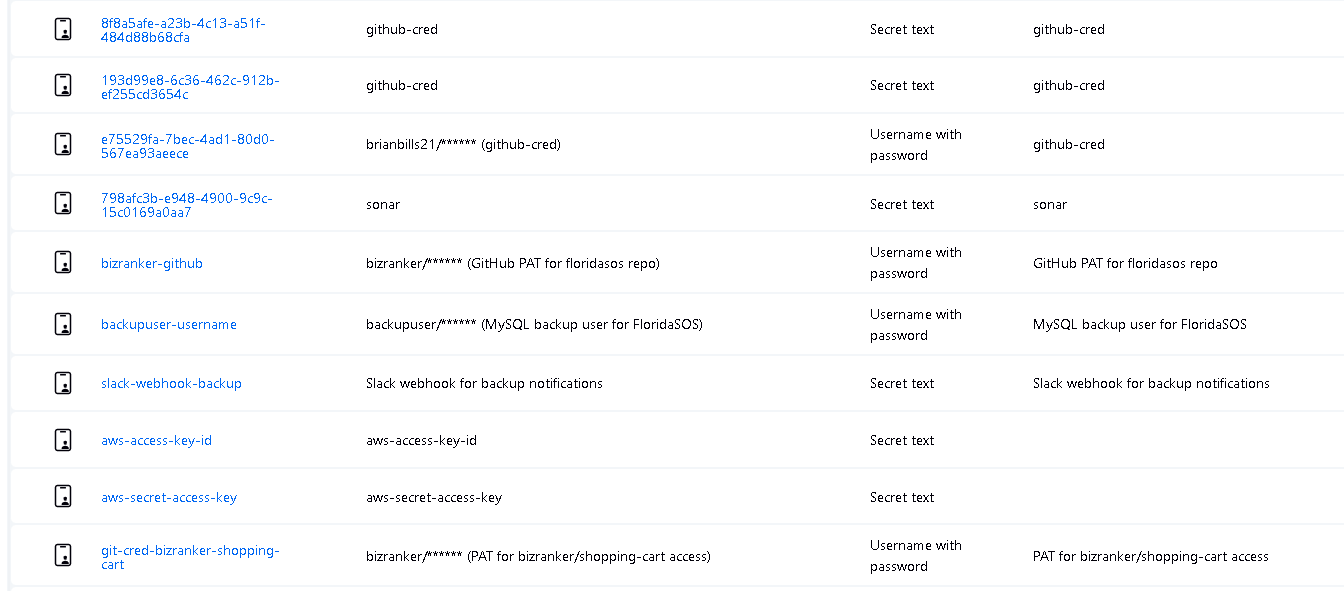 8f8a5afe-a23b-4c13-a51f-
484d88b68cfa
github-cred
Secret text
github-cred
193d99e8-6c36-462c-912b-
ef255cd3654c
github-cred
Secret text
github-cred
e75529fa-7bec-4ad1-80d0-
567ea93aeece
brianbills21/****** (github-cred)
Username with
password
github-cred
798afc3b-e948-4900-9c9c-
15c0169a0aa7
sonar
Secret text
sonar
bizranker-github
bizranker/****** (GitHub PAT for floridasos repo)
Username with
password
GitHub PAT for floridasos repo
backupuser-username
backupuser/****** (MySQL backup user for FloridaSOS)
Username with
password
MySQL backup user for FloridaSOS
slack-webhook-backup
Slack webhook for backup notifications
Secret text
Slack webhook for backup notifications
aws-access-key-id
aws-access-key-id
Secret text
aws-secret-access-key
aws-secret-access-key
Secret text
git-cred-bizranker-shopping-
cart
bizranker/****** (PAT for bizranker/shopping-cart access)
Username with
password
PAT for bizranker/shopping-cart access